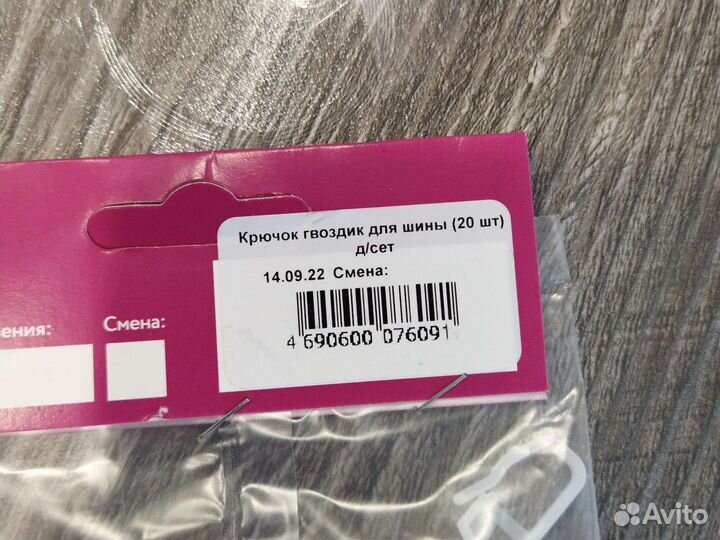 Крючок гвоздик для шины (20 шт)
д/сет
14.09.22 Смена:
4 690600 076091
ения:
Смена:
Avito